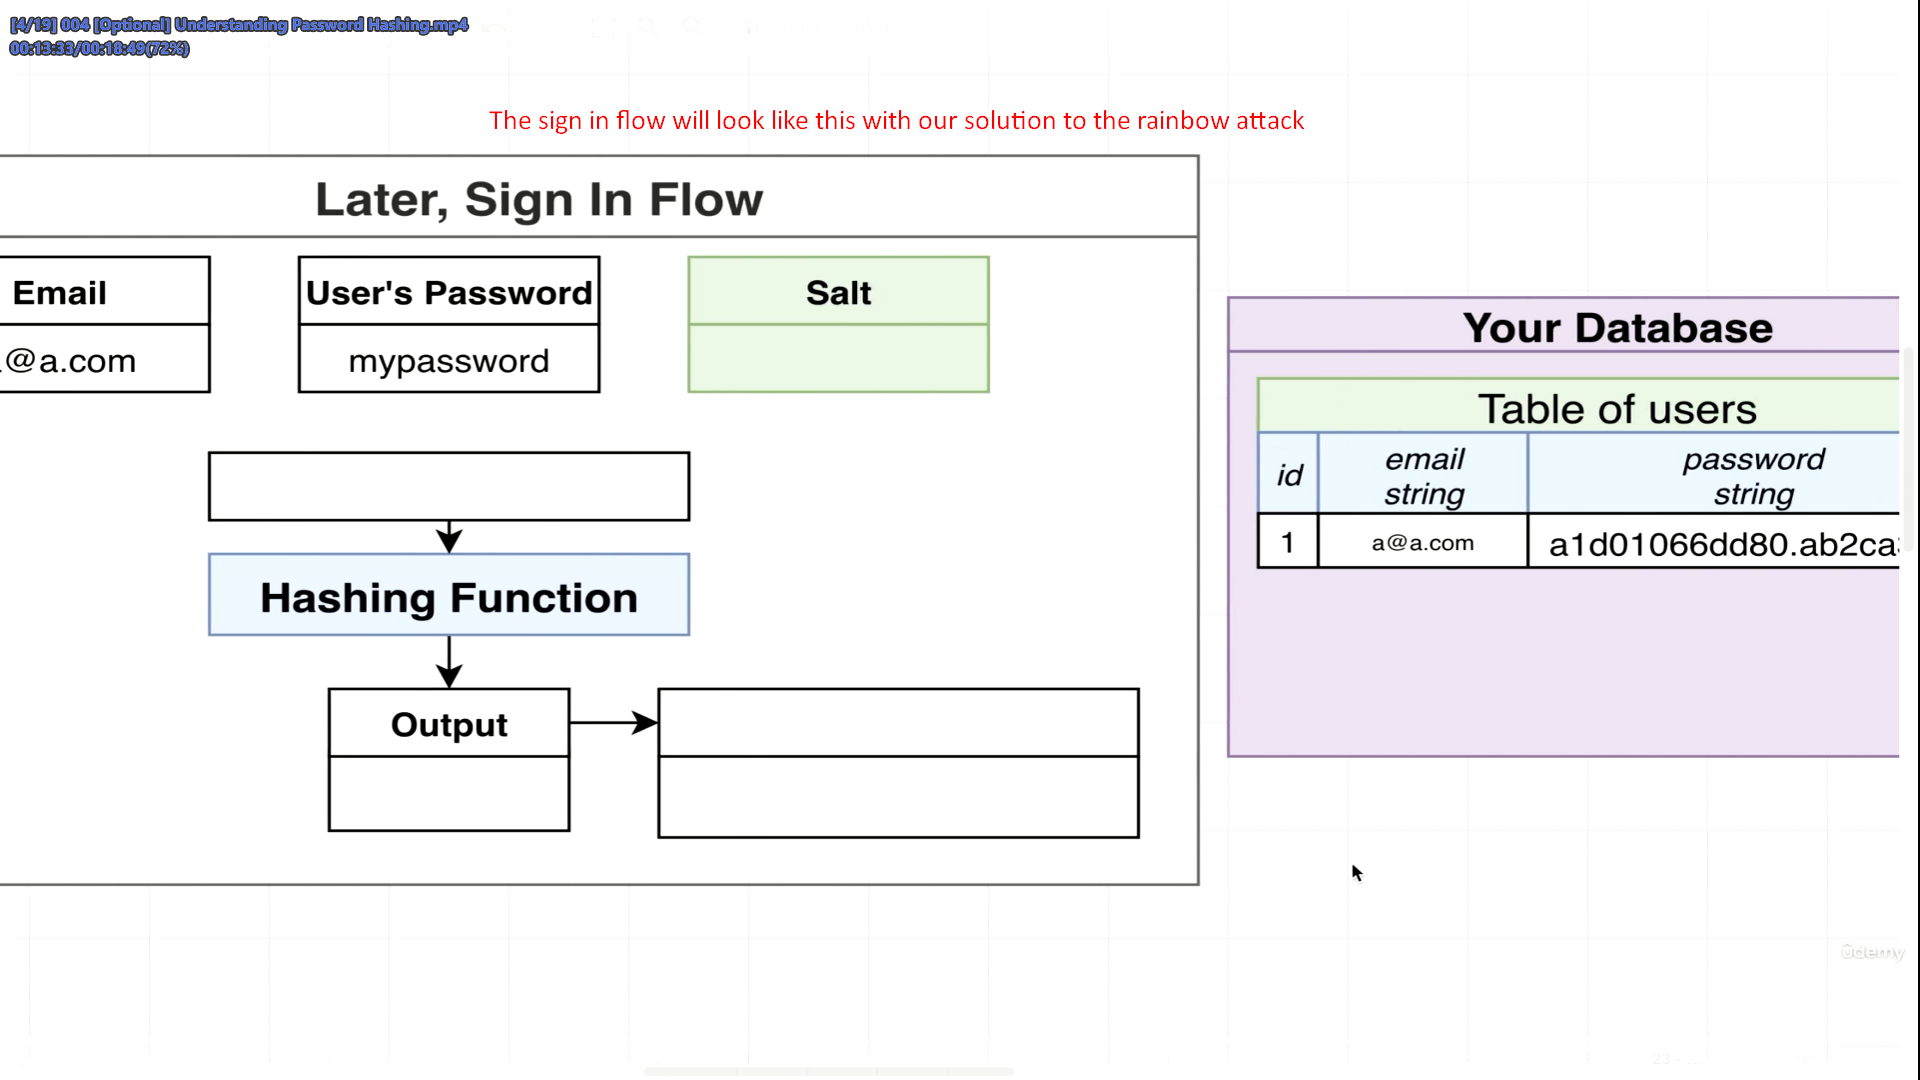 [4/19] 004 [Optional] Understanding Password Hashing.mp4
00:13:33/00:18:49(72%)
The sign in flow will look like this with our solution to the rainbow attack
Later, Sign In Flow
Email
User's Password
Salt
@a.com
mypassword
Your Database
Table of users
id
email
string
password
string
1
a@a.com
a1d01066dd80.ab2ca
Hashing Function
Output
ûdemy